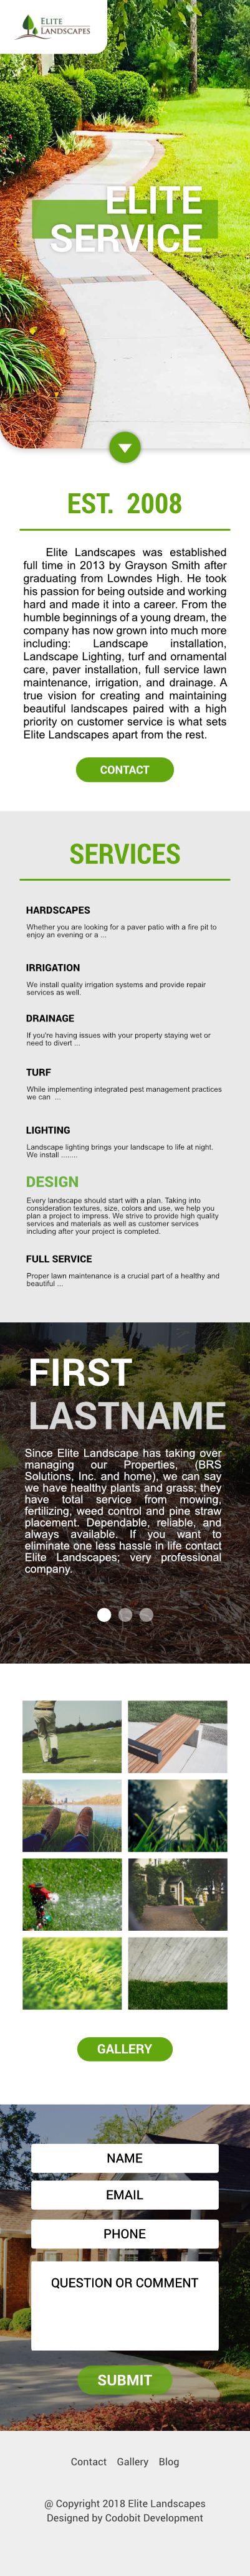 ELITE
LANDSCAPES
ELITE
SERVICE
EST. 2008
Elite Landscapes was established
full time in 2013 by Grayson Smith after
graduating from Lowndes High. He took
his passion for being outside and working
hard and made it into a career. From the
humble beginnings of a young dream, the
company has now grown into much more
including: Landscape installation,
Landscape Lighting, turf and ornamental
care, paver installation, full service lawn
maintenance, irrigation, and drainage. A
true vision for creating and maintaining
beautiful landscapes paired with a high
priority on customer service is what sets
Elite Landscapes apart from the rest.
CONTACT
SERVICES
HARDSCAPES
Whether you are looking for a paver patio with a fire pit to
enjoy an evening or a ...
IRRIGATION
We install quality irrigation systems and provide repair
services as well.
DRAINAGE
If you're having issues with your property staying wet or
need to divert ...
TURF
While implementing integrated pest management practices
we can ...
LIGHTING
Landscape lighting brings your landscape to life at night.
We install ........
DESIGN
Every landscape should start with a plan. Taking into
consideration textures, size, colors and use, we help you
plan a project to impress. We strive to provide high quality
services and materials as well as customer services
including after your project is completed.
FULL SERVICE
Proper lawn maintenance is a crucial part of a healthy and
beautiful ...
FIRST
LASTNAME
Since Elite Landscape has taking over
managing our Properties, (BRS
Solutions, Inc. and home), we can say
we have healthy plants and grass; they
have total service from mowing,
fertilizing, weed control and pine straw
placement. Dependable, reliable, and
always available. If you want to
eliminate one less hassle in life contact
Elite Landscapes; very professional
company.
GALLERY
NAME
EMAIL
PHONE
QUESTION OR COMMENT
SUBMIT
Contact Gallery Blog
@ Copyright 2018 Elite Landscapes
Designed by Codobit Development